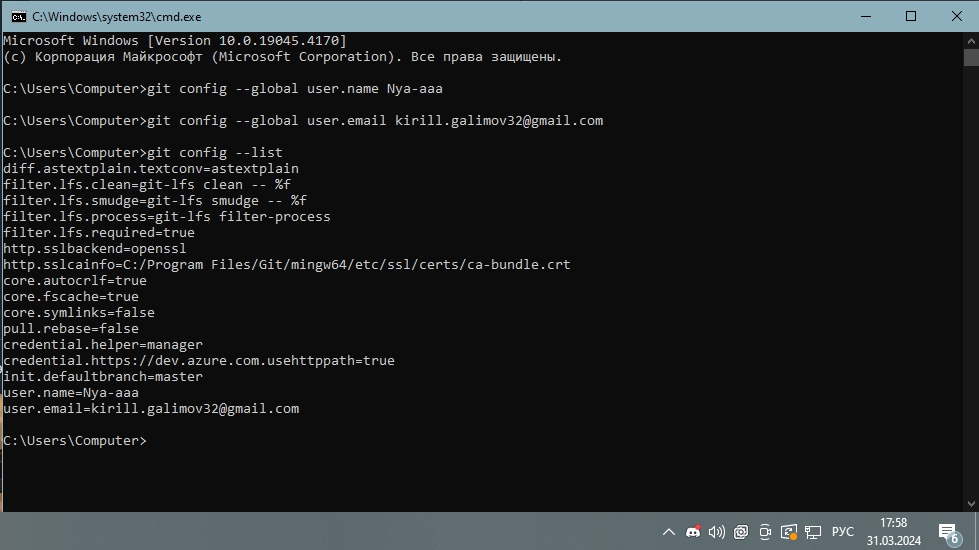 C:\Windows\system32\cmd.exe
Microsoft Windows [Version 10.0.19045.4170]
(c) Корпорация Майкрософт (Microsoft Corporation). Все права защищены.
C:\Users\Computer>git config --global user.name Nya-aaa
C:\Users\Computer>git config --global user.email kirill.galimov32@gmail.com
C:\Users\Computer>git config --list
diff.astextplain.textconv=astextplain
filter.lfs.clean=git-lfs clean -- %f
filter.lfs.smudge=git-lfs smudge -- %f
filter.lfs.process=git-lfs filter-process
filter.lfs.required=true
http.sslbackend=openssl
http.sslcainfo=C:/Program Files/Git/mingw64/etc/ssl/certs/ca-bundle.crt
core.autocrlf=true
core.fscache=true
core.symlinks=false
pull.rebase=false
credential.helper=manager
credential.https://dev.azure.com.usehttppath=true
init.defaultbranch=master
user.name=Nya-aaa
user.email=kirill.galimov32@gmail.com
C:\Users\Computer>
РУС
17:58
31.03.2024
6